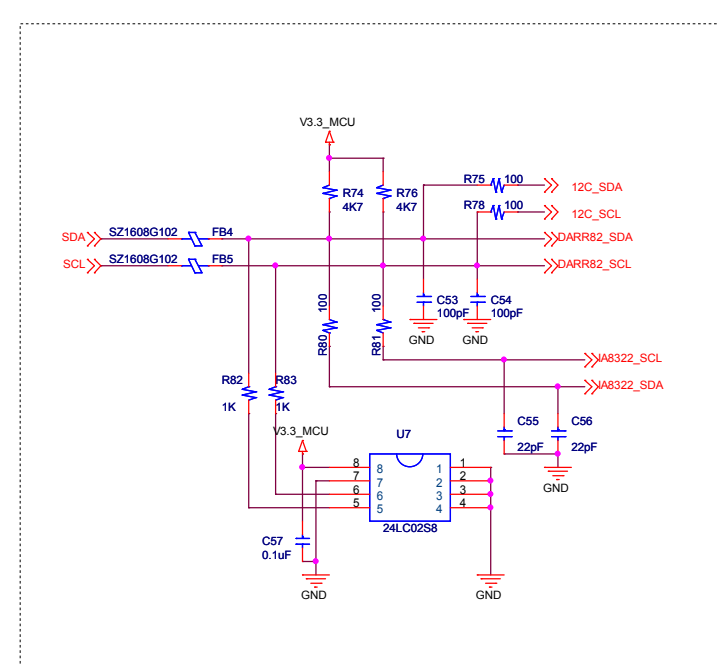 V3.3_MCU
R75 100
12C_SDA
R74
4K7
R76
4K7
R78 100
12C_SCL
SDA SZ1608G102 FB4
DARR82_SDA
SCL SZ1608G102 FB5
DARR82_SCL
100
100
C53
100pF
C54
100pF
R80
R81
GND
GND
IA8322_SCL
R82
R83
IA8322_SDA
1K
1K
V3.3_MCU
U7
C55
22pF
C56
22pF
8 8 1 1
7 7 2 2
6 6 3 3
5 5 4 4
GND
24LC02S8
C57
0.1uF
GND
GND